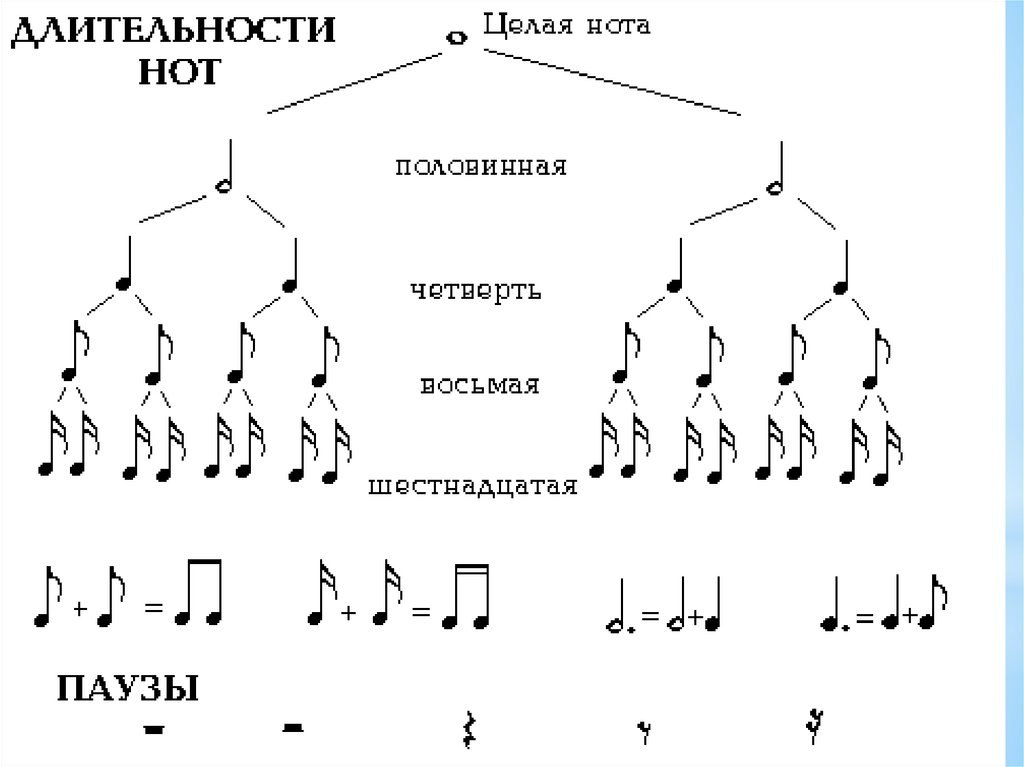 ДЛИТЕЛЬНОСТИ
НОТ
Целая нота
половинная
четверть
восьмая
шестнадцатая
+ =
+ =
= +
= +
ПАУЗЫ